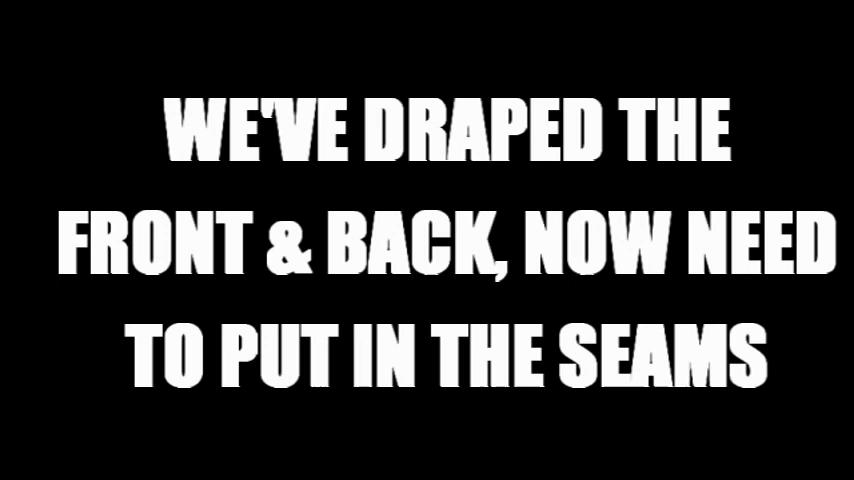 WE'VE DRAPED THE
FRONT & BACK, NOW NEED
TO PUT IN THE SEAMS